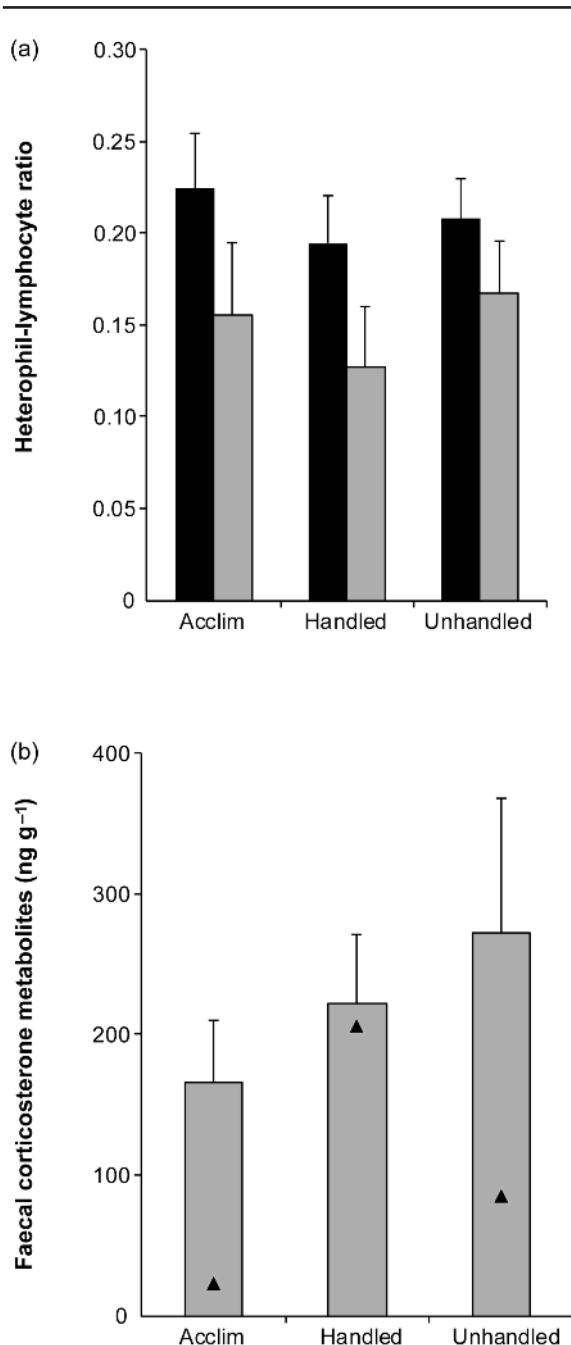 (a)
Heterophil-lymphocyte ratio
0.30
0.25
0.20
0.15
0.10
0.05
0
Acclim Handled Unhandled
(b)
Faecal corticosterone metabolites (ng g⁻¹)
400
300
200
100
0
Acclim Handled Unhandled